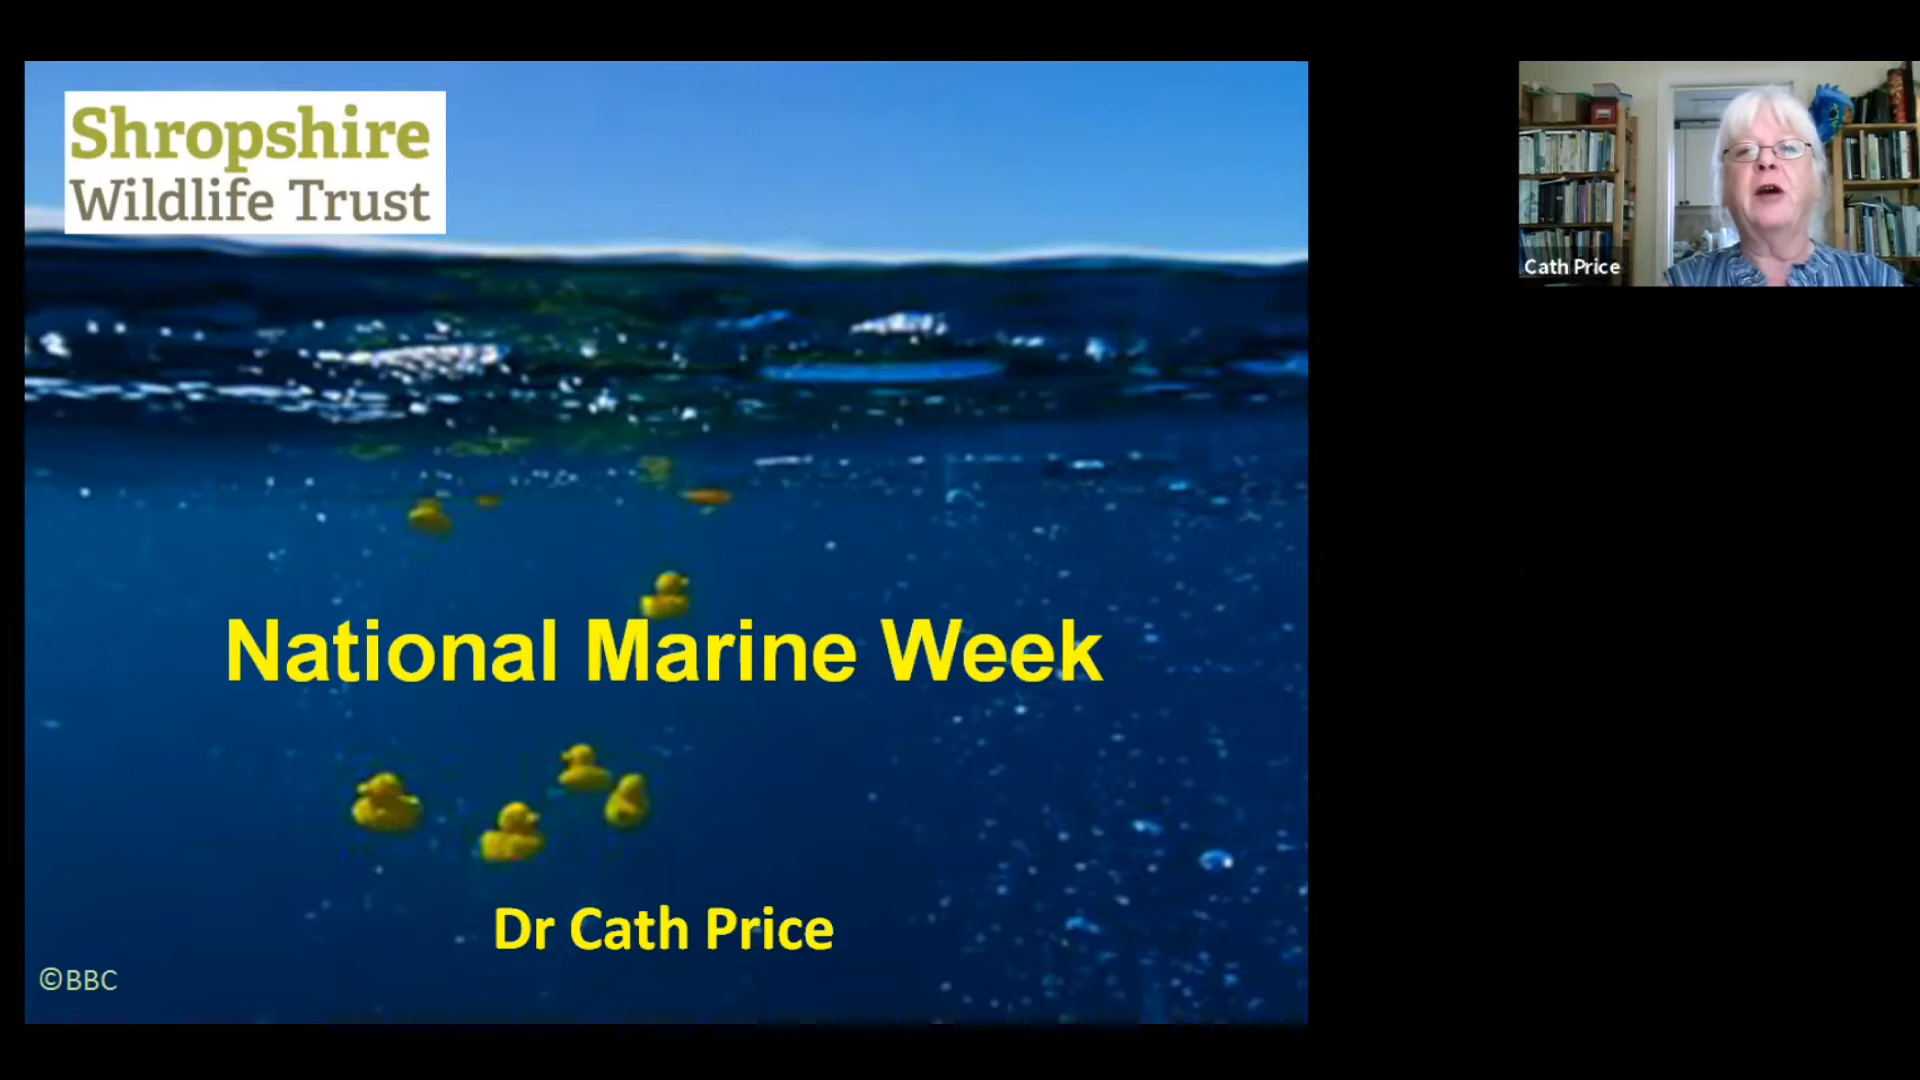 Shropshire
Wildlife Trust
National Marine Week
Dr Cath Price
©BBC
Cath Price